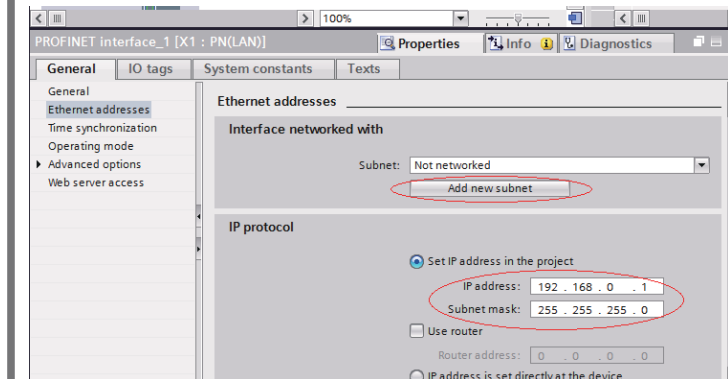 100%
PROFINET interface_1 [X1 : PN(LAN)]
Properties
Info
Diagnostics
General
IO tags
System constants
Texts
General
Ethernet addresses
Time synchronization
Operating mode
Advanced options
Web server access
Ethernet addresses
Interface networked with
Subnet: Not networked
Add new subnet
IP protocol
Set IP address in the project
IP address: 192 . 168 . 0 . 1
Subnet mask: 255 . 255 . 255 . 0
Use router
Router address: 0 . 0 . 0 . 0
IP address is set directly at the device